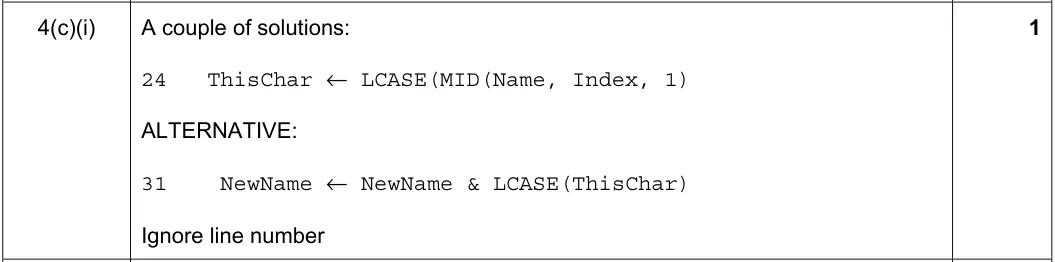 4(c)(i) A couple of solutions: 1
24 ThisChar ← LCASE(MID(Name, Index, 1)
ALTERNATIVE:
31 NewName ← NewName & LCASE(ThisChar)
Ignore line number